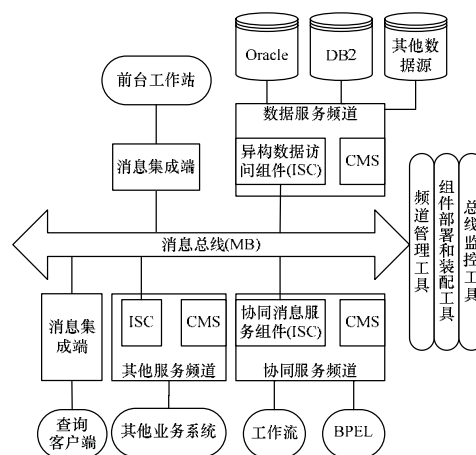 Oracle
DB2
其他数
据源
前台工作站
数据服务频道
消息集成端
异构数据访
问组件(ISC)
CMS
消息总线(MB)
频道管理工具
组件部署和装配工具
总线监控工具
消息集
成端
ISC
CMS
其他服务频道
协同消息服
务组件(ISC)
CMS
协同服务频道
查询
客户端
其他业务系统
工作流
BPEL